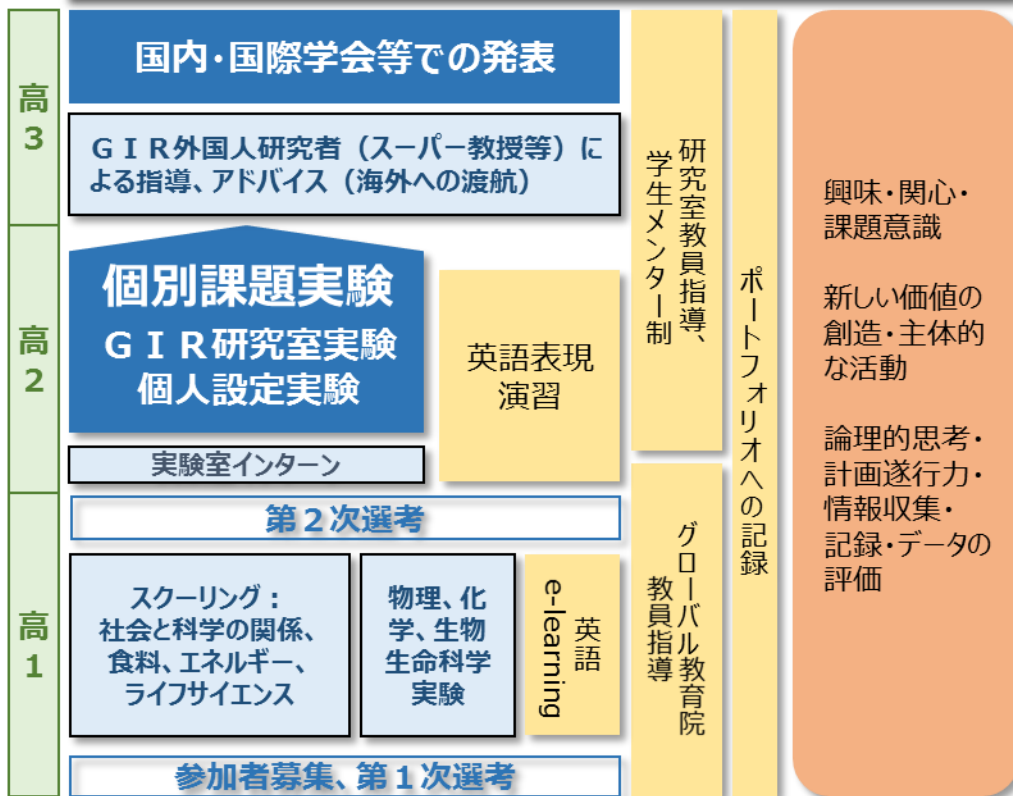 高
3
国内・国際学会等での発表
GIR外国人研究者（スーパー教授等）に
よる指導、アドバイス（海外への渡航）
高
2
個別課題実験
GIR研究室実験
個人設定実験
実験室インターン
英語表現
演習
研究室教員指導、
学生メンター制
高
1
第2次選考
スクーリング：
社会と科学の関係、
食料、エネルギー、
ライフサイエンス
物理、化
学、生物
生命科学
実験
英語
e-learning
グローバル教育院
教員指導
参加者募集、第1次選考
ポートフォリオへの記録
興味・関心・
課題意識
新しい価値の
創造・主体的
な活動
論理的思考・
計画遂行力・
情報収集・
記録・データの
評価